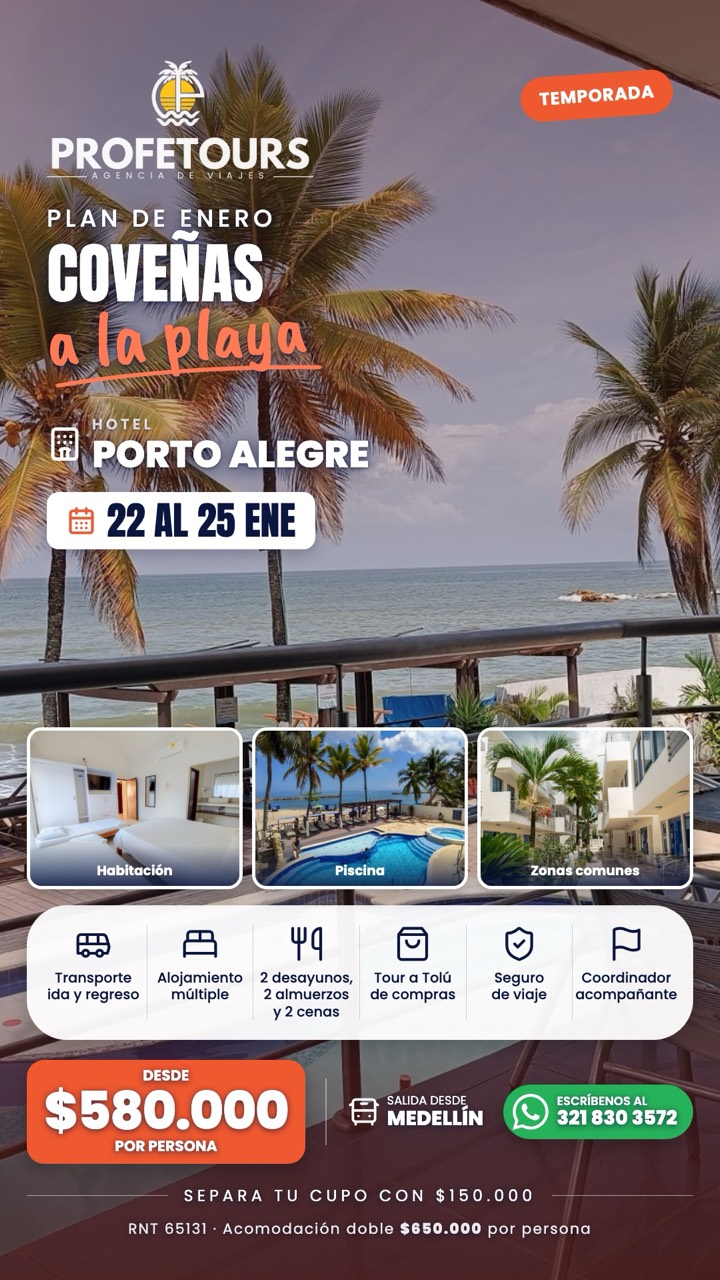 TEMPORADA
PROFETOURS
AGENCIA DE VIAJES
PLAN DE ENERO
COVEÑAS
a la playa
HOTEL
PORTO ALEGRE
22 AL 25 ENE
Habitación
Piscina
Zonas comunes
Transporte
ida y regreso
Alojamiento
múltiple
2 desayunos,
2 almuerzos
y 2 cenas
Tour a Tolú
de compras
Seguro
de viaje
Coordinador
acompañante
DESDE
$580.000
POR PERSONA
SALIDA DESDE
MEDELLÍN
ESCRÍBENOS AL
321 830 3572
SEPARA TU CUPO CON $150.000
RNT 65131 · Acomodación doble $650.000 por persona